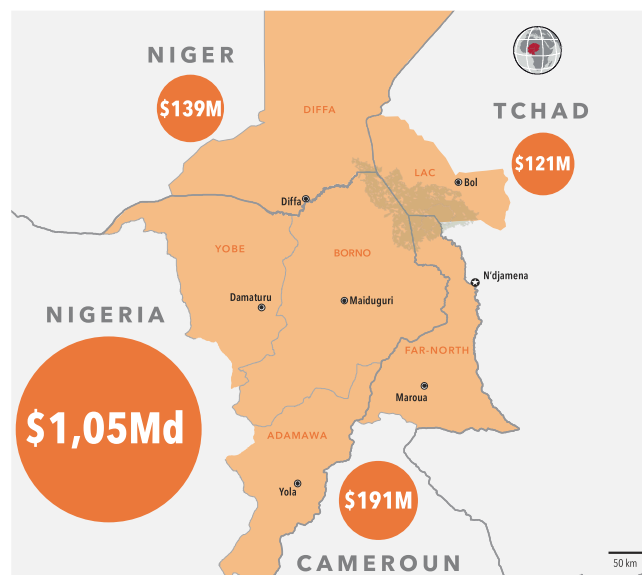 NIGER
$139M
DIFFA
TCHAD
$121M
LAC
Bol
Diffa
YOBE
BORNO
N'djamena
Damaturu
Maiduguri
NIGERIA
$1,05Md
FAR-NORTH
Maroua
ADAMAWA
Yola
$191M
CAMEROUN
50 km